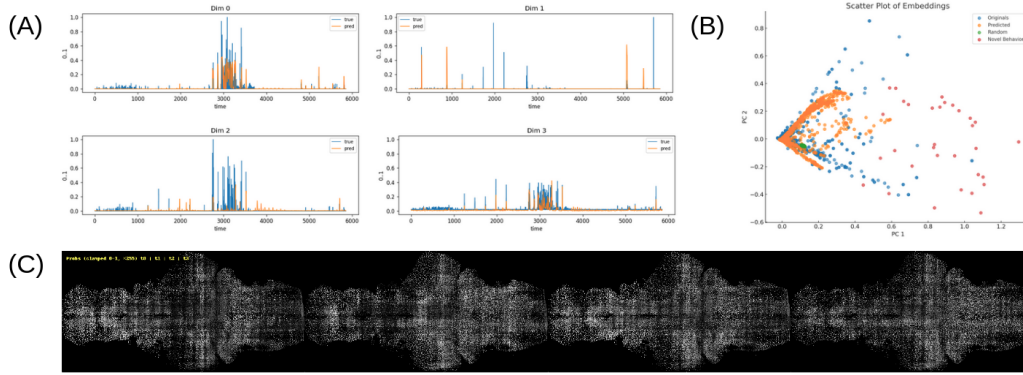 (A)
Dim 0
true
pred
1.0
0.8
0.6
0.4
0.2
0.0
0..1
0 1000 2000 3000 4000 5000 6000
time
Dim 1
true
pred
1.0
0.8
0.6
0.4
0.2
0.0
0..1
0 1000 2000 3000 4000 5000 6000
time
Dim 2
true
pred
1.0
0.8
0.6
0.4
0.2
0.0
0..1
0 1000 2000 3000 4000 5000 6000
time
Dim 3
true
pred
1.0
0.8
0.6
0.4
0.2
0.0
0..1
0 1000 2000 3000 4000 5000 6000
time
(B)
Scatter Plot of Embeddings
Originals
Predicted
Random
Novel Behavior
0.8
0.6
0.4
0.2
0.0
-0.2
-0.4
-0.6
PC 2
0.0 0.2 0.4 0.6 0.8 1.0 1.2
PC 1
(C)